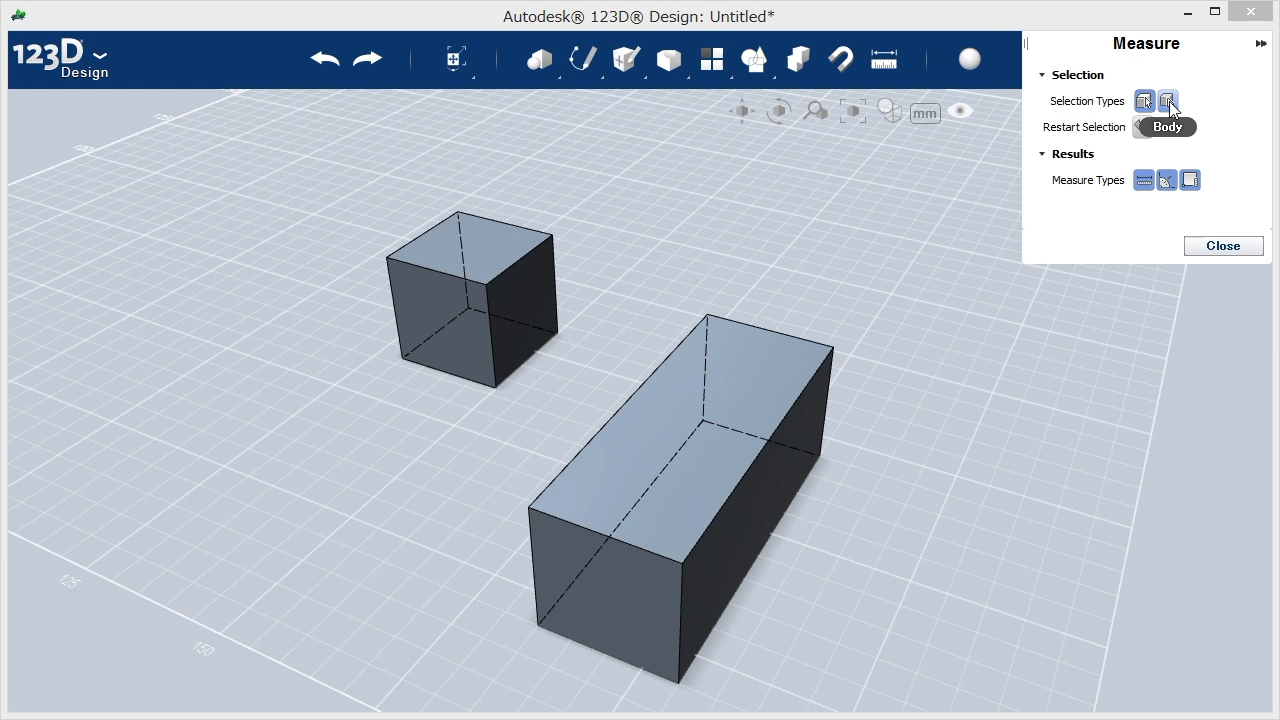 Autodesk® 123D® Design: Untitled*
123D
Design
mm
Measure
Selection
Selection Types
Restart Selection
Body
Results
Measure Types
Close
125
150